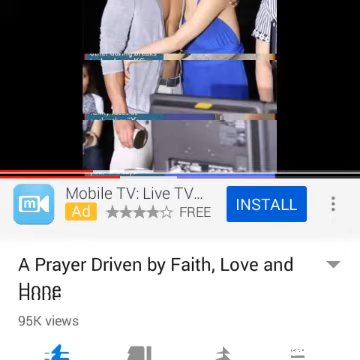 Mobile TV: Live TV...
Ad
FREE
INSTALL
A Prayer Driven by Faith, Love and
Hope
95K views